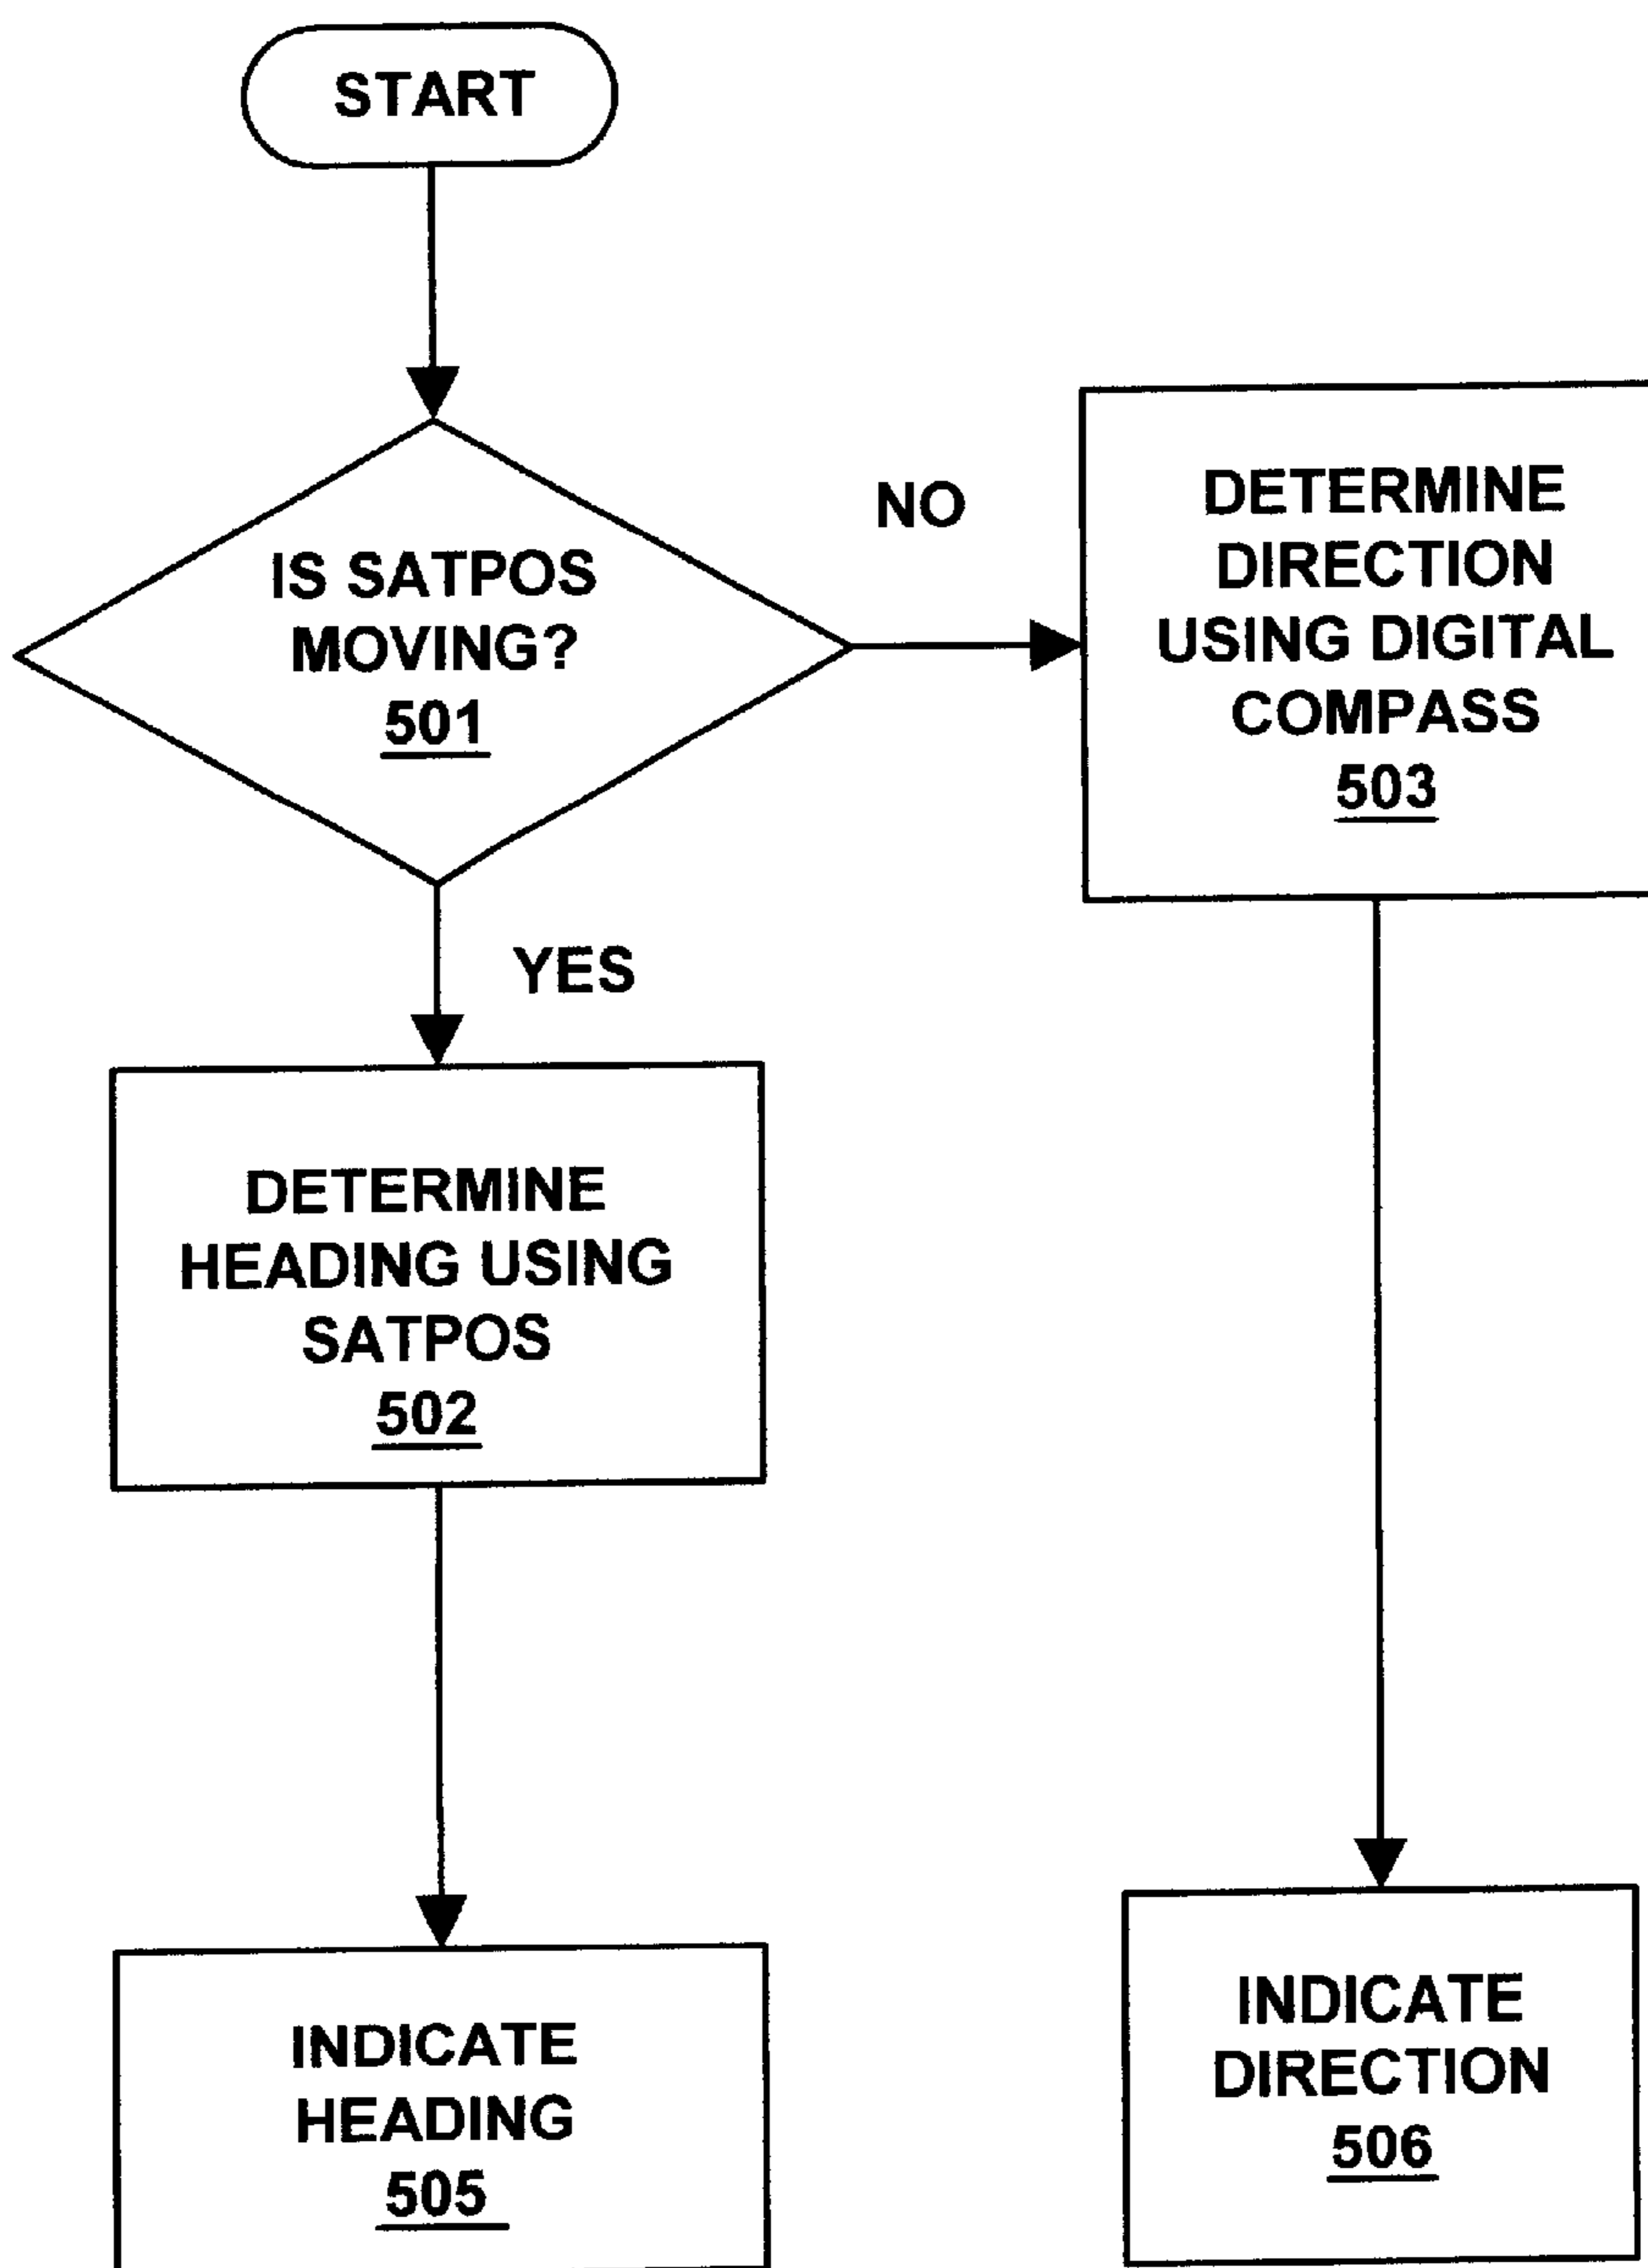 START
IS SATPOS
MOVING?
501
NO
DETERMINE
DIRECTION
USING DIGITAL
COMPASS
503
YES
DETERMINE
HEADING USING
SATPOS
502
INDICATE
HEADING
505
INDICATE
DIRECTION
506